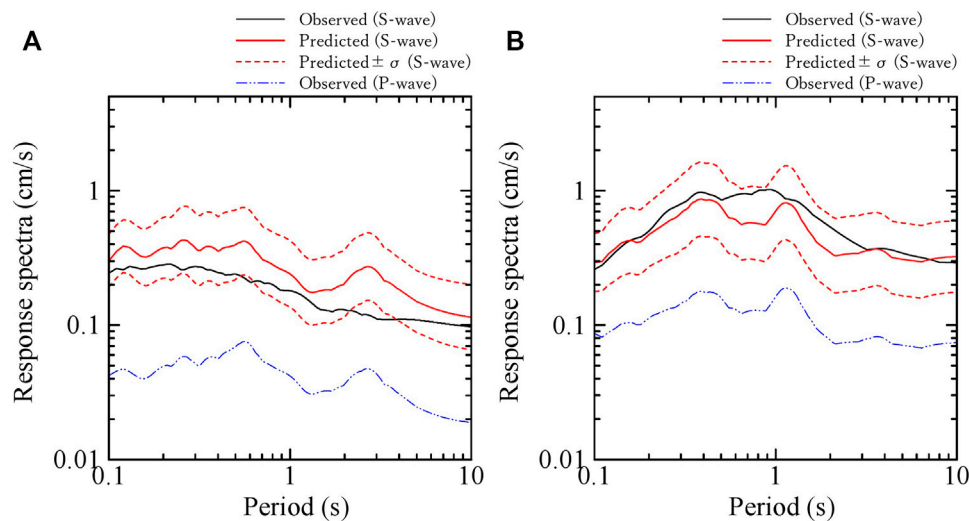 A
Observed (S-wave)
Predicted (S-wave)
Predicted± σ (S-wave)
Observed (P-wave)
Response spectra (cm/s)
1
0.1
0.01
0.1
1
10
Period (s)
B
Observed (S-wave)
Predicted (S-wave)
Predicted± σ (S-wave)
Observed (P-wave)
Response spectra (cm/s)
1
0.1
0.01
0.1
1
10
Period (s)